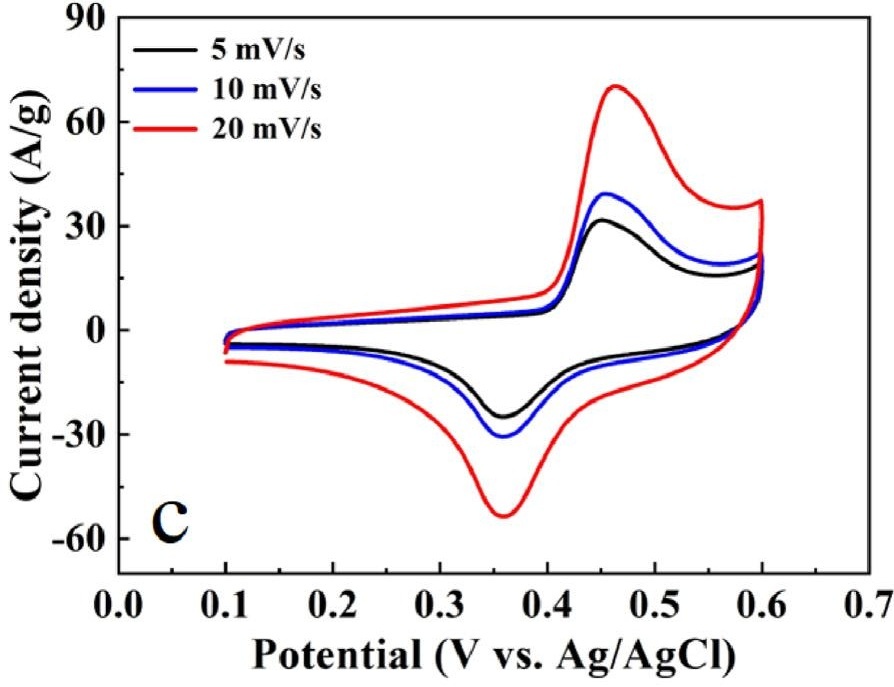 90
60
30
0
-30
-60
Current density (A/g)
5 mV/s
10 mV/s
20 mV/s
c
0.0 0.1 0.2 0.3 0.4 0.5 0.6 0.7
Potential (V vs. Ag/AgCl)